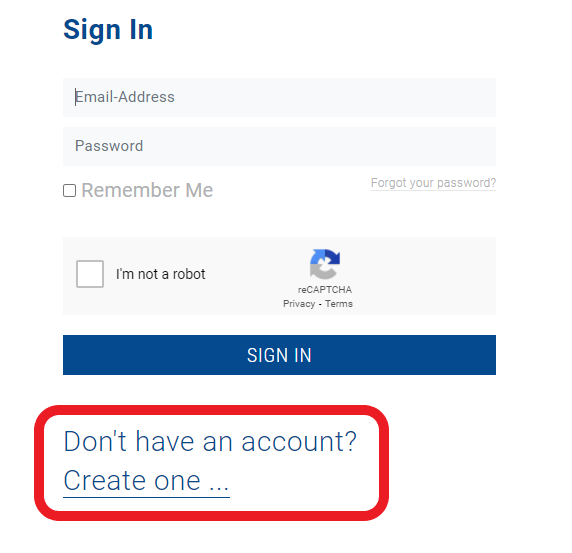 Sign In
Email-Address
Password
Remember Me
Forgot your password?
I'm not a robot
reCAPTCHA
Privacy - Terms
SIGN IN
Don't have an account?
Create one ...